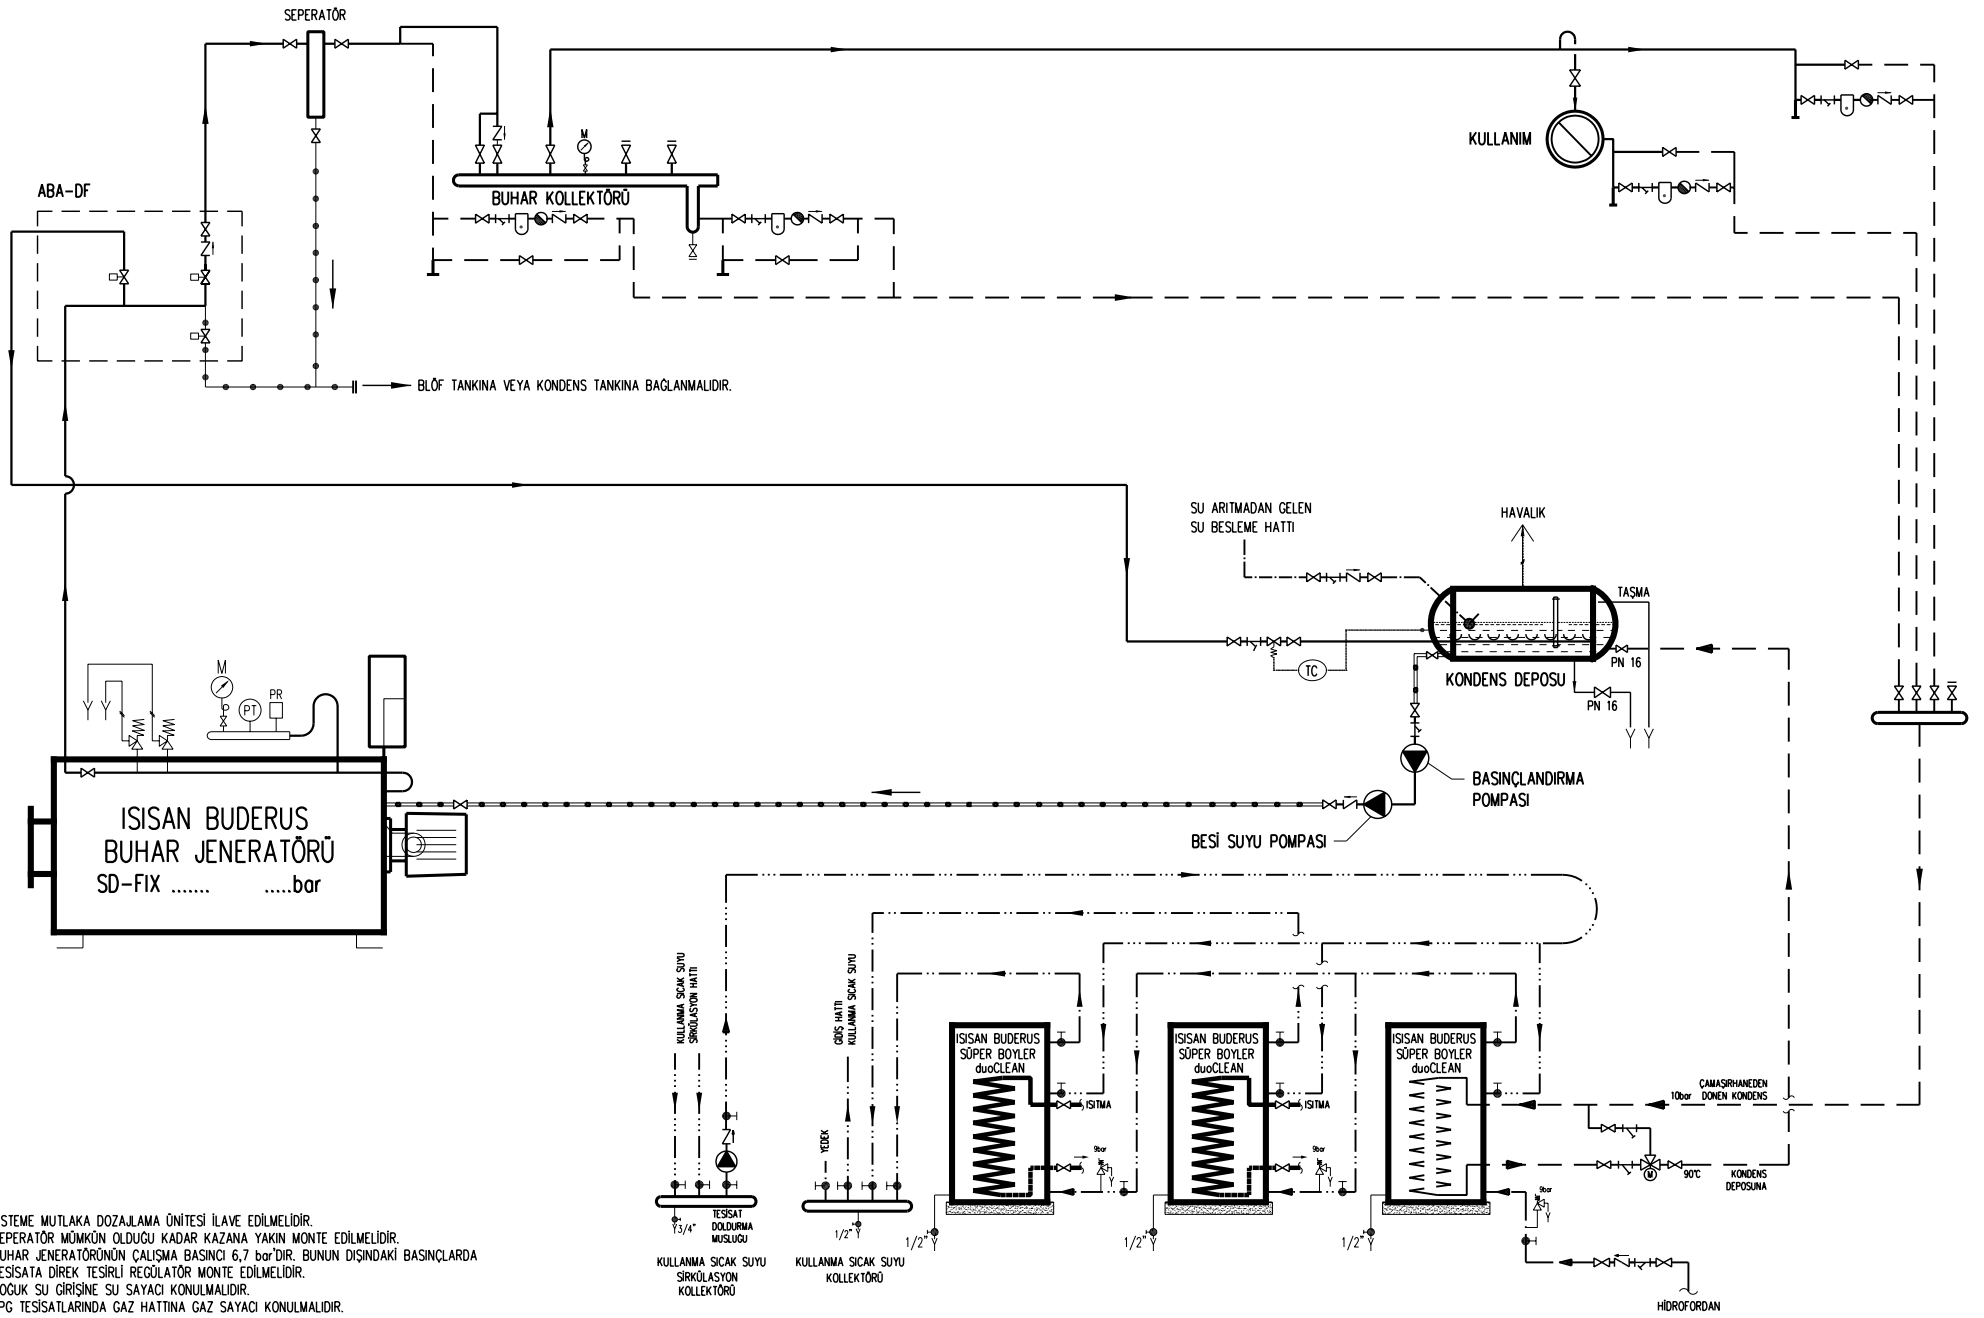 SEPERATÖR
M
KULLANIM
ABA-DF
BUHAR KOLLEKTÖRÜ
BLÖF TANKINA VEYA KONDENS TANKINA BAĞLANMALIDIR.
SU ARITMADAN GELEN
SU BESLEME HATTI
HAVALIK
TAŞMA
TC
PN 16
KONDENS DEPOSU
PN 16
M
PT
PR
BASINÇLANDIRMA
POMPASI
BESİ SUYU POMPASI
ISISAN BUDERUS
BUHAR JENERATÖRÜ
SD-FIX ....... .....bar
KULLANMA SICAK SUYU
SİRKÜLASYON HATTI
GİDİŞ HATTI
KULLANMA SICAK SUYU
YEDEK
ISISAN BUDERUS
SÜPER BOYLER
duoCLEAN
ISITMA
9bar
1/2"
ISISAN BUDERUS
SÜPER BOYLER
duoCLEAN
ISITMA
9bar
1/2"
ISISAN BUDERUS
SÜPER BOYLER
duoCLEAN
9bar
1/2"
ÇAMAŞIRHANEDEN
10bar DÖNEN KONDENS
M
90°C
KONDENS
DEPOSUNA
HİDROFORDAN
3/4"
TESİSAT
DOLDURMA
MUSLUĞU
KULLANMA SICAK SUYU
SİRKÜLASYON
KOLLEKTÖRÜ
1/2"
KULLANMA SICAK SUYU
KOLLEKTÖRÜ
İSTEME MUTLAKA DOZAJLAMA ÜNİTESİ İLAVE EDİLMELİDİR.
EPERATÖR MÜMKÜN OLDUĞU KADAR KAZANA YAKIN MONTE EDİLMELİDİR.
UHAR JENERATÖRÜNÜN ÇALIŞMA BASINCI 6,7 bar'DIR. BUNUN DIŞINDAKİ BASINÇLARDA
ESİSATA DİREK TESİRLİ REGÜLATÖR MONTE EDİLMELİDİR.
OĞUK SU GİRİŞİNE SU SAYACI KONULMALIDIR.
PG TESİSATLARINDA GAZ HATTINA GAZ SAYACI KONULMALIDIR.